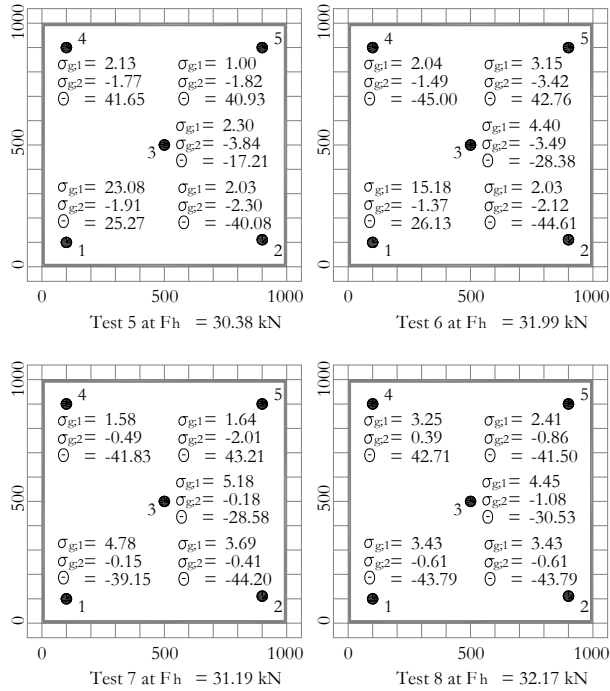 1000
500
0
4
5
σg;1= 2.13
σg;2= -1.77
Θ = 41.65
1.00
σg;1=
σg;2= -1.82
Θ = 40.93
σg;1= 2.30
σg;2= -3.84
Θ = -17.21
3
σg;1= 23.08
σg;2= -1.91
Θ = 25.27
σg;1= 2.03
σg;2= -2.30
Θ = -40.08
1
2
0 500 1000
Test 5 at Fh = 30.38 kN
1000
500
0
4
5
σg;1= 2.04
σg;2= -1.49
Θ = -45.00
σg;1= 3.15
σg;2= -3.42
Θ = 42.76
σg;1= 4.40
σg;2= -3.49
Θ = -28.38
3
σg;1= 15.18
σg;2= -1.37
Θ = 26.13
σg;1= 2.03
σg;2= -2.12
Θ = -44.61
1
2
0 500 1000
Test 6 at Fh = 31.99 kN
1000
500
0
4
5
σg;1= 1.58
σg;2= -0.49
Θ = -41.83
σg;1= 1.64
σg;2= -2.01
Θ = 43.21
σg;1= 5.18
σg;2= -0.18
Θ = -28.58
3
σg;1= 4.78
σg;2= -0.15
Θ = -39.15
σg;1= 3.69
σg;2= -0.41
Θ = -44.20
1
2
0 500 1000
Test 7 at Fh = 31.19 kN
1000
500
0
4
5
σg;1= 3.25
σg;2= 0.39
Θ = 42.71
σg;1= 2.41
σg;2= -0.86
Θ = -41.50
σg;1= 4.45
σg;2= -1.08
Θ = -30.53
3
σg;1= 3.43
σg;2= -0.61
Θ = -43.79
σg;1= 3.43
σg;2= -0.61
Θ = -43.79
1
2
0 500 1000
Test 8 at Fh = 32.17 kN